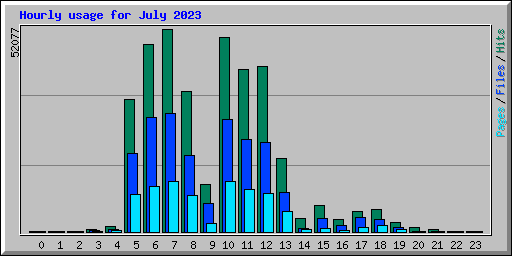 Hourly usage for July 2023
52077
Pages / Files / Hits
0 1 2 3 4 5 6 7 8 9 10 11 12 13 14 15 16 17 18 19 20 21 22 23